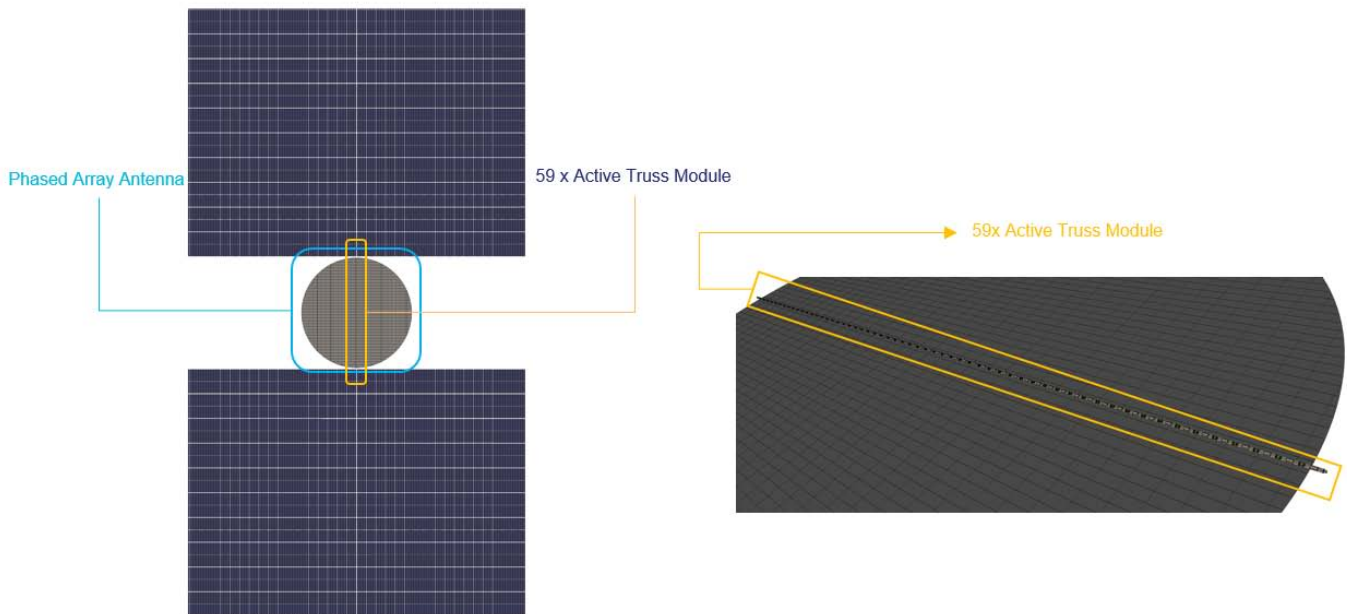 Phased Array Antenna
59 x Active Truss Module
59x Active Truss Module